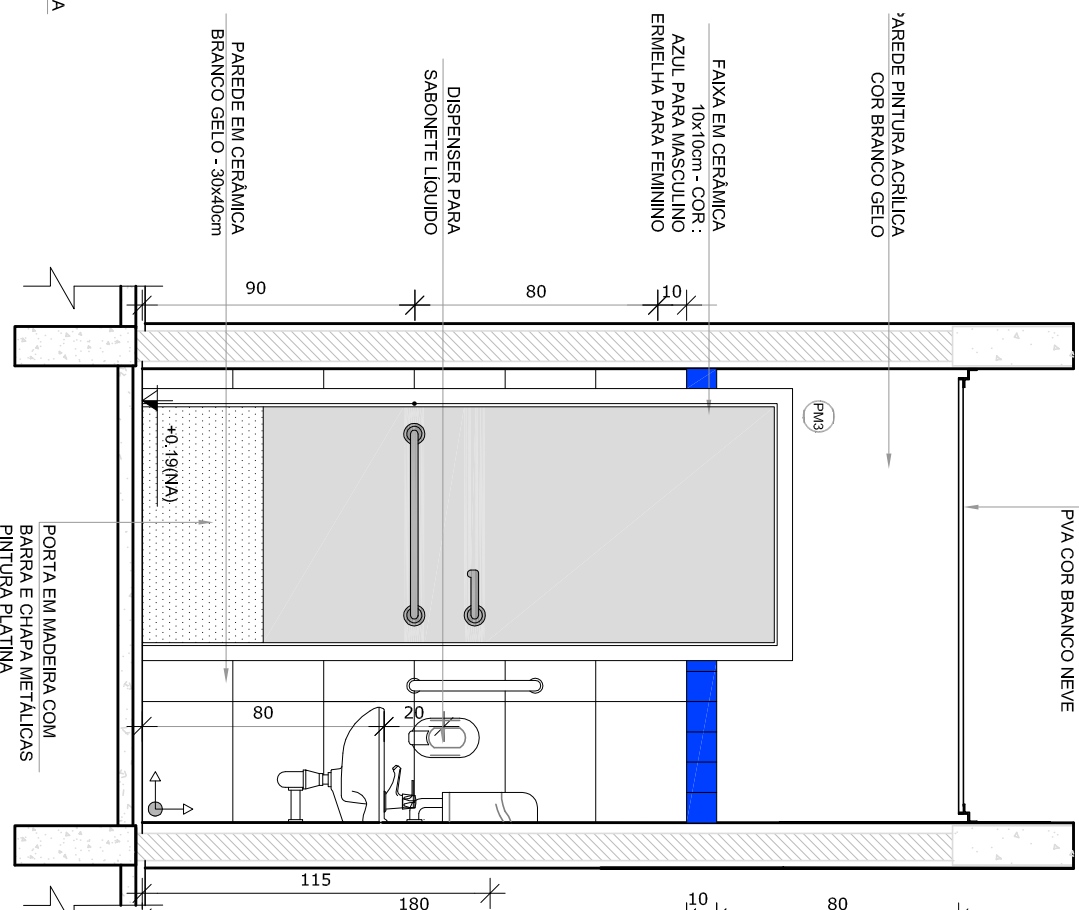 A
PAREDE EM CERÂMICA
BRANCO GELO - 30x40cm
DISPENSER PARA
SABONETE LÍQUIDO
FAIXA EM CERÂMICA
10x10cm - COR :
AZUL PARA MASCULINO
ERMELHA PARA FEMININO
PAREDE PINTURA ACRÍLICA
COR BRANCO GELO
90
80
10
PM3
+0.19(NA)
PVA COR BRANCO NEVE
PORTA EM MADEIRA COM
BARRA E CHAPA METÁLICAS
PINTURA PLATINA
80
20
115
180
10
80